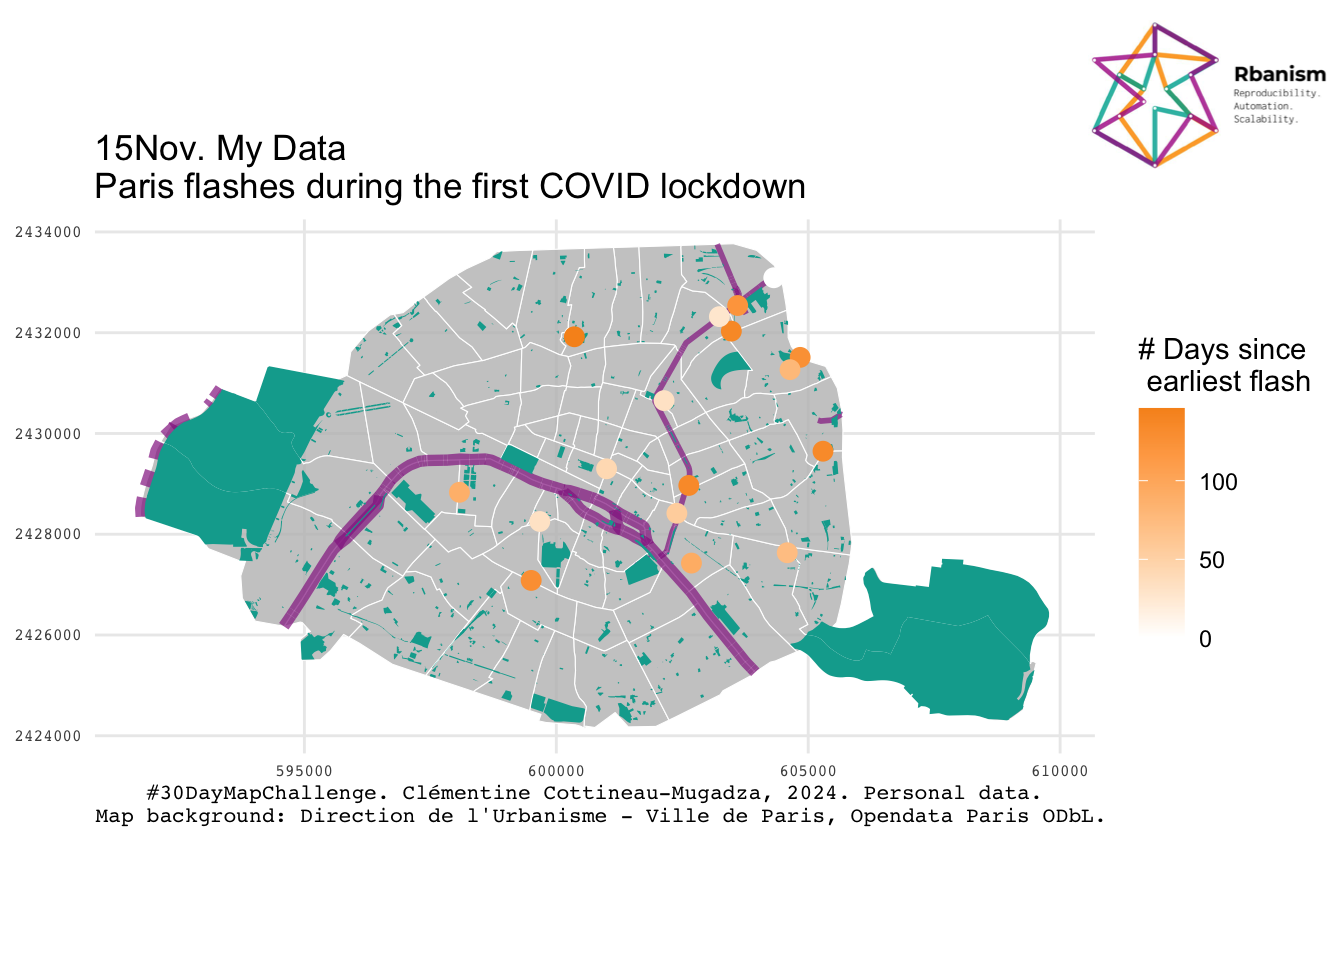 Rbanism
Reproducibility.
Automation.
Scalability.
15Nov. My Data
Paris flashes during the first COVID lockdown
2434000
2432000
2430000
2428000
2426000
2424000
595000
600000
605000
610000
# Days since
earliest flash
100
50
0
#30DayMapChallenge. Clémentine Cottineau-Mugadza, 2024. Personal data.
Map background: Direction de l'Urbanisme - Ville de Paris, Opendata Paris ODbL.